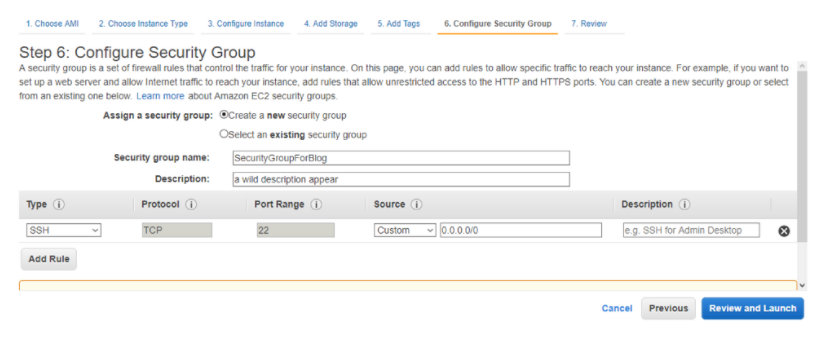 1. Choose AMI 2. Choose Instance Type 3. Configure Instance 4. Add Storage 5. Add Tags 6. Configure Security Group 7. Review
Step 6: Configure Security Group
A security group is a set of firewall rules that control the traffic for your instance. On this page, you can add rules to allow specific traffic to reach your instance. For example, if you want to
set up a web server and allow Internet traffic to reach your instance, add rules that allow unrestricted access to the HTTP and HTTPS ports. You can create a new security group or select
from an existing one below. Learn more about Amazon EC2 security groups.
Assign a security group: Create a new security group
Select an existing security group
Security group name: SecurityGroupForBlog
Description: a wild description appear
Type i Protocol i Port Range i Source i Description i
SSH TCP 22 Custom 0.0.0.0/0 e.g. SSH for Admin Desktop
Add Rule
Cancel Previous Review and Launch